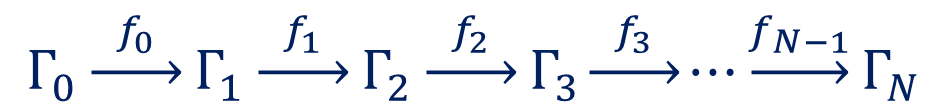 Γ₀ —f₀→ Γ₁ —f₁→ Γ₂ —f₂→ Γ₃ —f₃→ ⋯ —f_{N−1}→ Γ_N